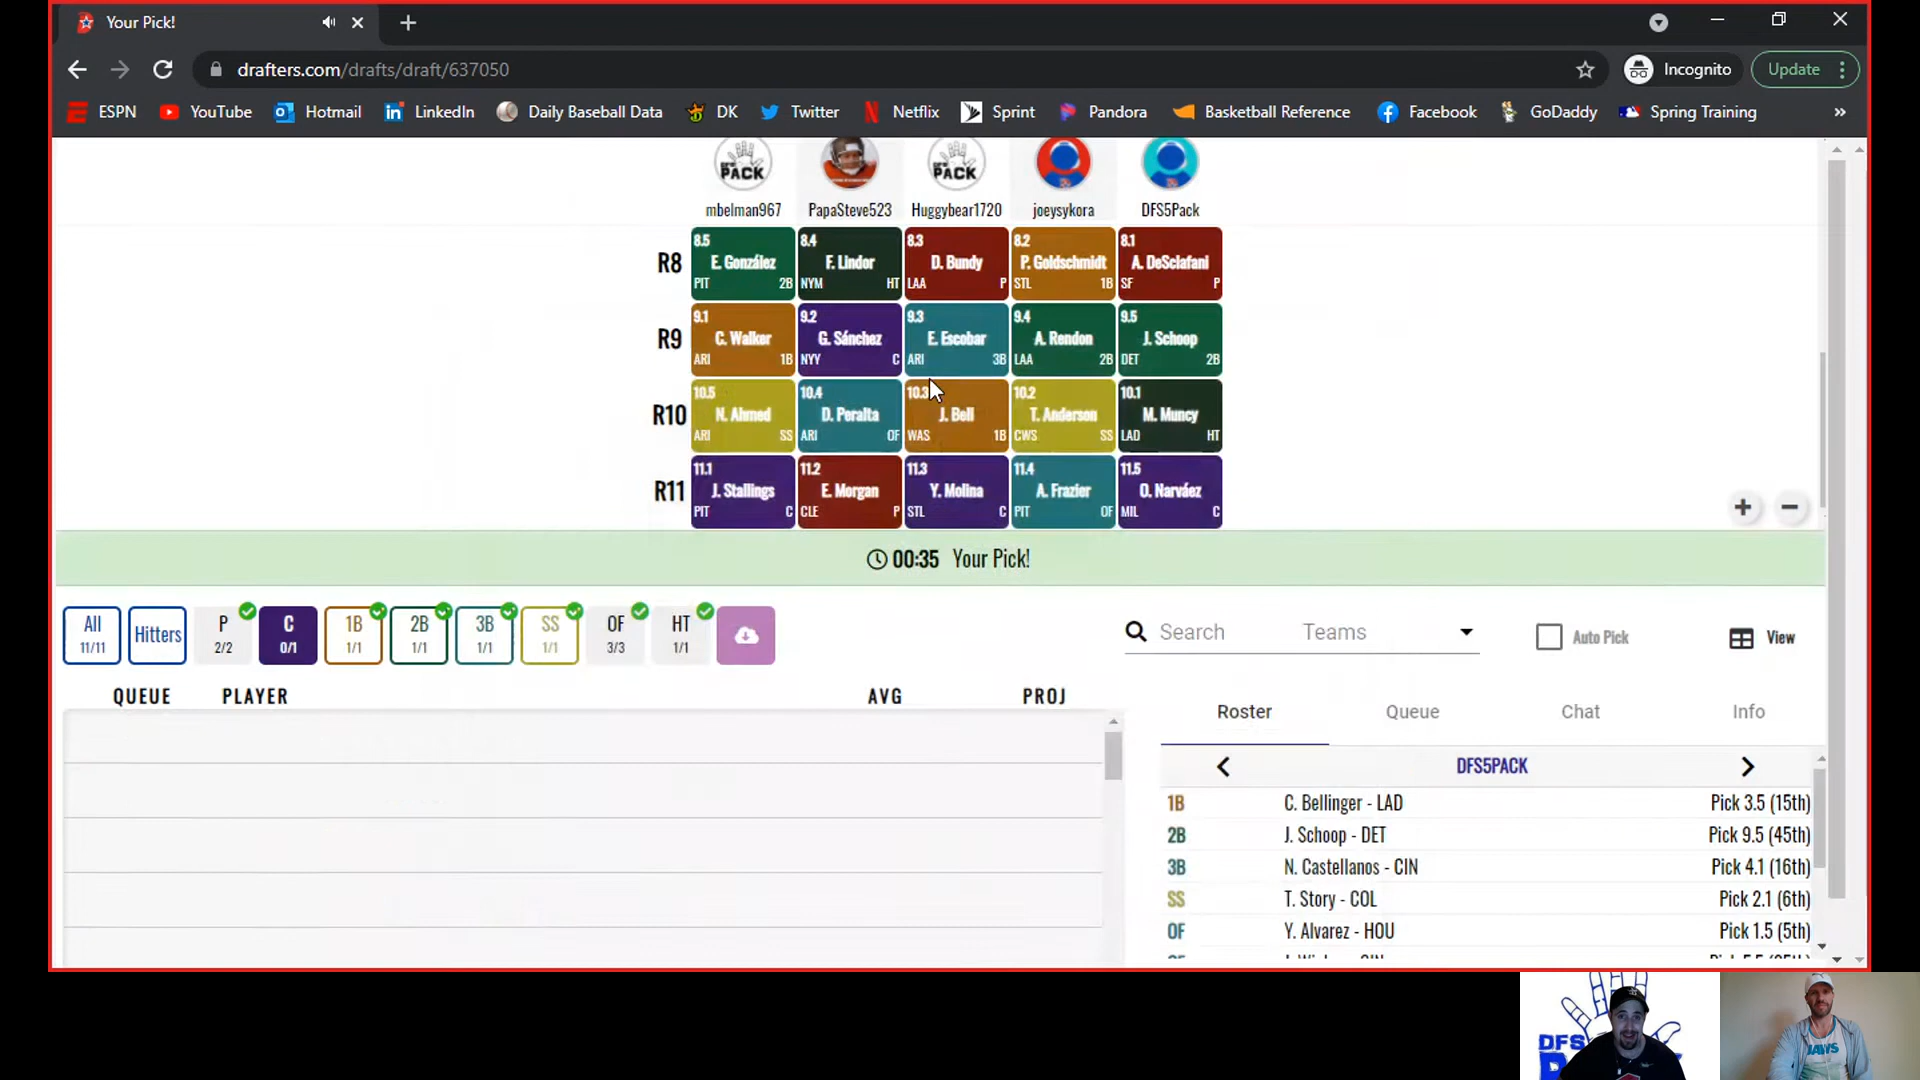 Your Pick!
drafters.com/drafts/draft/637050
Incognito
Update
ESPN YouTube Hotmail LinkedIn Daily Baseball Data DK Twitter Netflix Sprint Pandora Basketball Reference Facebook GoDaddy Spring Training »
DFS PACK DFS PACK
mbelman967 PapaSteve523 Huggybear1720 joeysykora DFS5Pack
R8
8.5 E. González PIT 2B
8.4 F. Lindor NYM HT
8.3 D. Bundy LAA P
8.2 P. Goldschmidt STL 1B
8.1 A. DeSclafani SF P
R9
9.1 C. Walker ARI 1B
9.2 G. Sánchez NYY C
9.3 E. Escobar ARI 3B
9.4 A. Rendon LAA 2B
9.5 J. Schoop DET 2B
R10
10.5 N. Ahmed ARI SS
10.4 D. Peralta ARI OF
10.3 J. Bell WAS 1B
10.2 T. Anderson CWS SS
10.1 M. Muncy LAD HT
R11
11.1 J. Stallings PIT C
11.2 E. Morgan CLE P
11.3 Y. Molina STL C
11.4 A. Frazier PIT OF
11.5 O. Narváez MIL C
00:35 Your Pick!
All 11/11
Hitters
P 2/2
C 0/1
1B 1/1
2B 1/1
3B 1/1
SS 1/1
OF 3/3
HT 1/1
Search Teams Auto Pick View
QUEUE PLAYER AVG PROJ
Roster Queue Chat Info
DFS5PACK
1B C. Bellinger - LAD Pick 3.5 (15th)
2B J. Schoop - DET Pick 9.5 (45th)
3B N. Castellanos - CIN Pick 4.1 (16th)
SS T. Story - COL Pick 2.1 (6th)
OF Y. Alvarez - HOU Pick 1.5 (5th)
DFS
JAWS